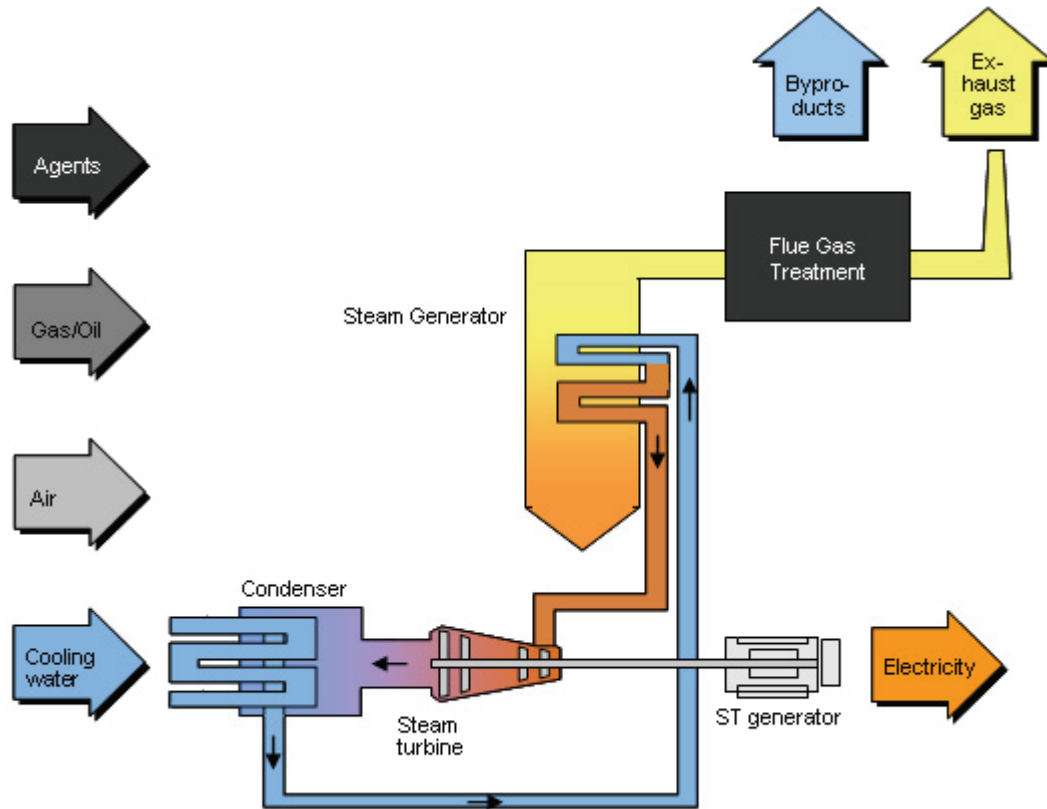 Bypro-
ducts
Ex-
haust
gas
Agents
Flue Gas
Treatment
Gas/Oil
Steam Generator
Air
Condenser
Cooling
water
Electricity
Steam
turbine
ST generator